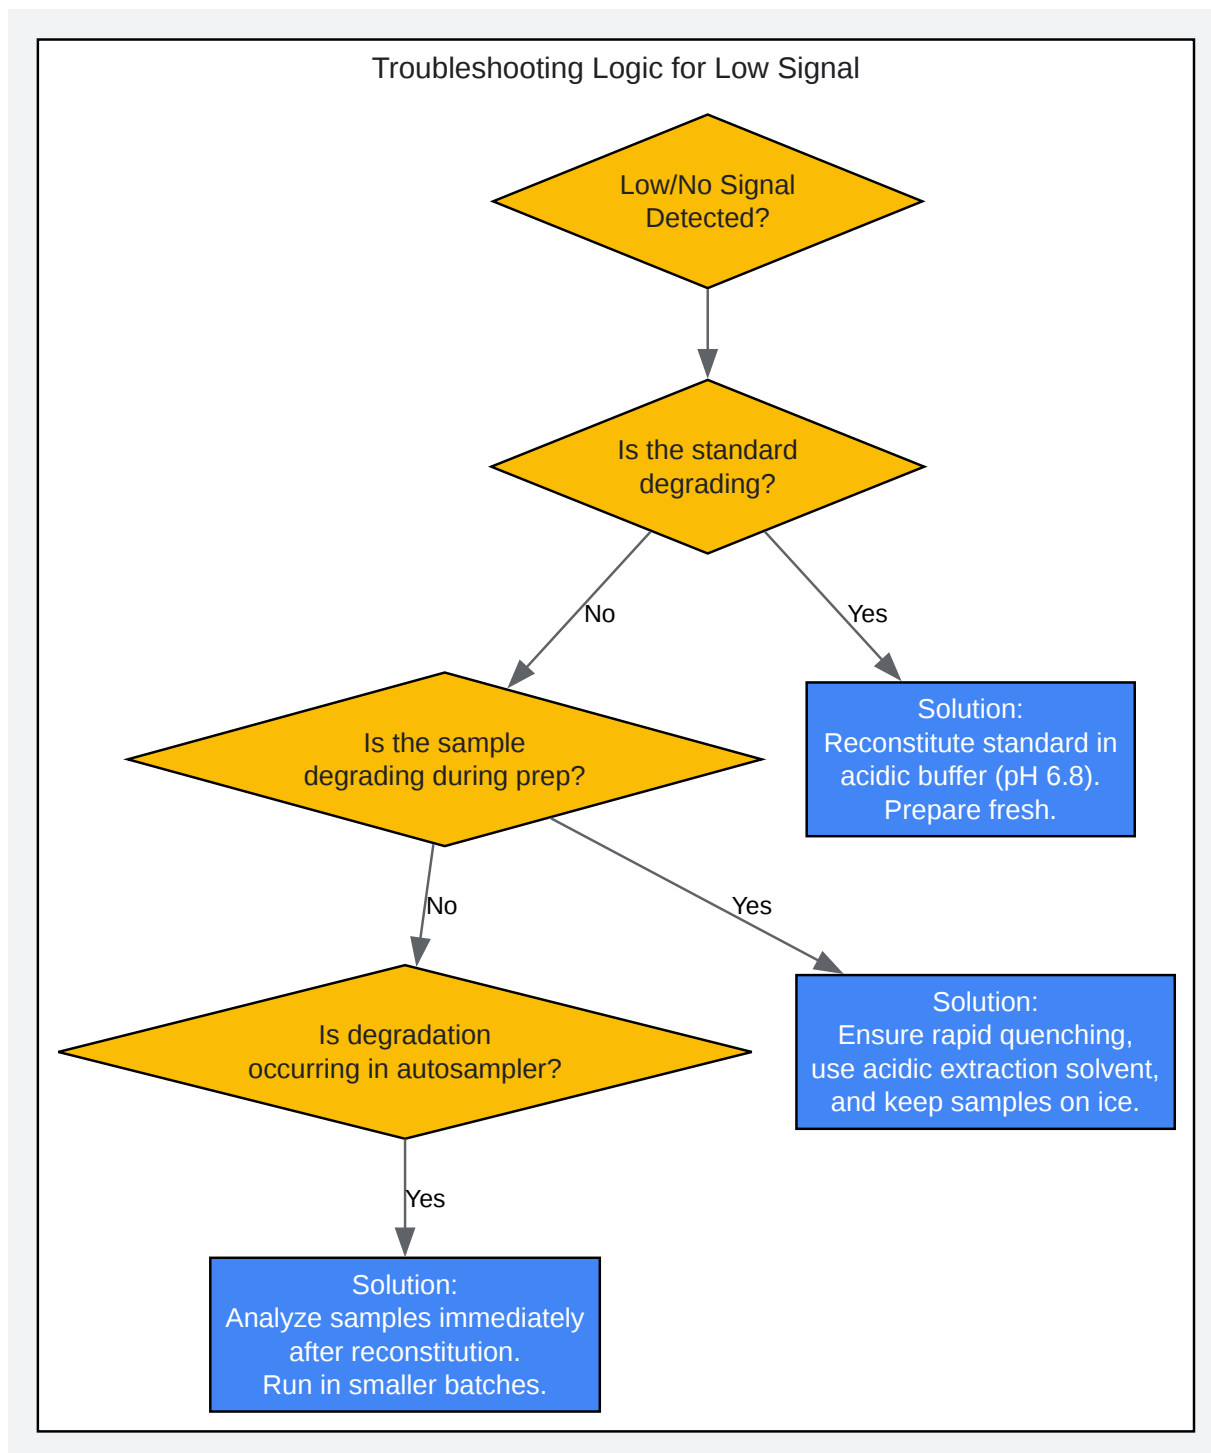 Troubleshooting Logic for Low Signal
Low/No Signal
Detected?
Is the standard
degrading?
No
Yes
Is the sample
degrading during prep?
Solution:
Reconstitute standard in
acidic buffer (pH 6.8).
Prepare fresh.
No
Yes
Is degradation
occurring in autosampler?
Solution:
Ensure rapid quenching,
use acidic extraction solvent,
and keep samples on ice.
Yes
Solution:
Analyze samples immediately
after reconstitution.
Run in smaller batches.